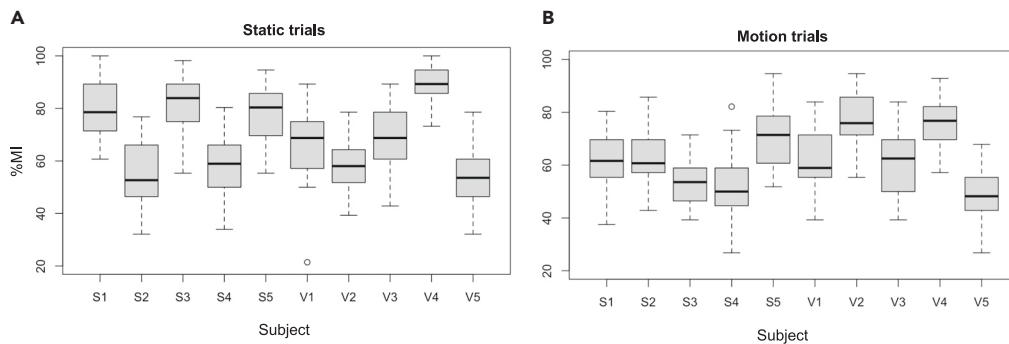 A
Static trials
%MI
100
80
60
40
20
S1 S2 S3 S4 S5 V1 V2 V3 V4 V5
Subject
B
Motion trials
100
80
60
40
20
S1 S2 S3 S4 S5 V1 V2 V3 V4 V5
Subject